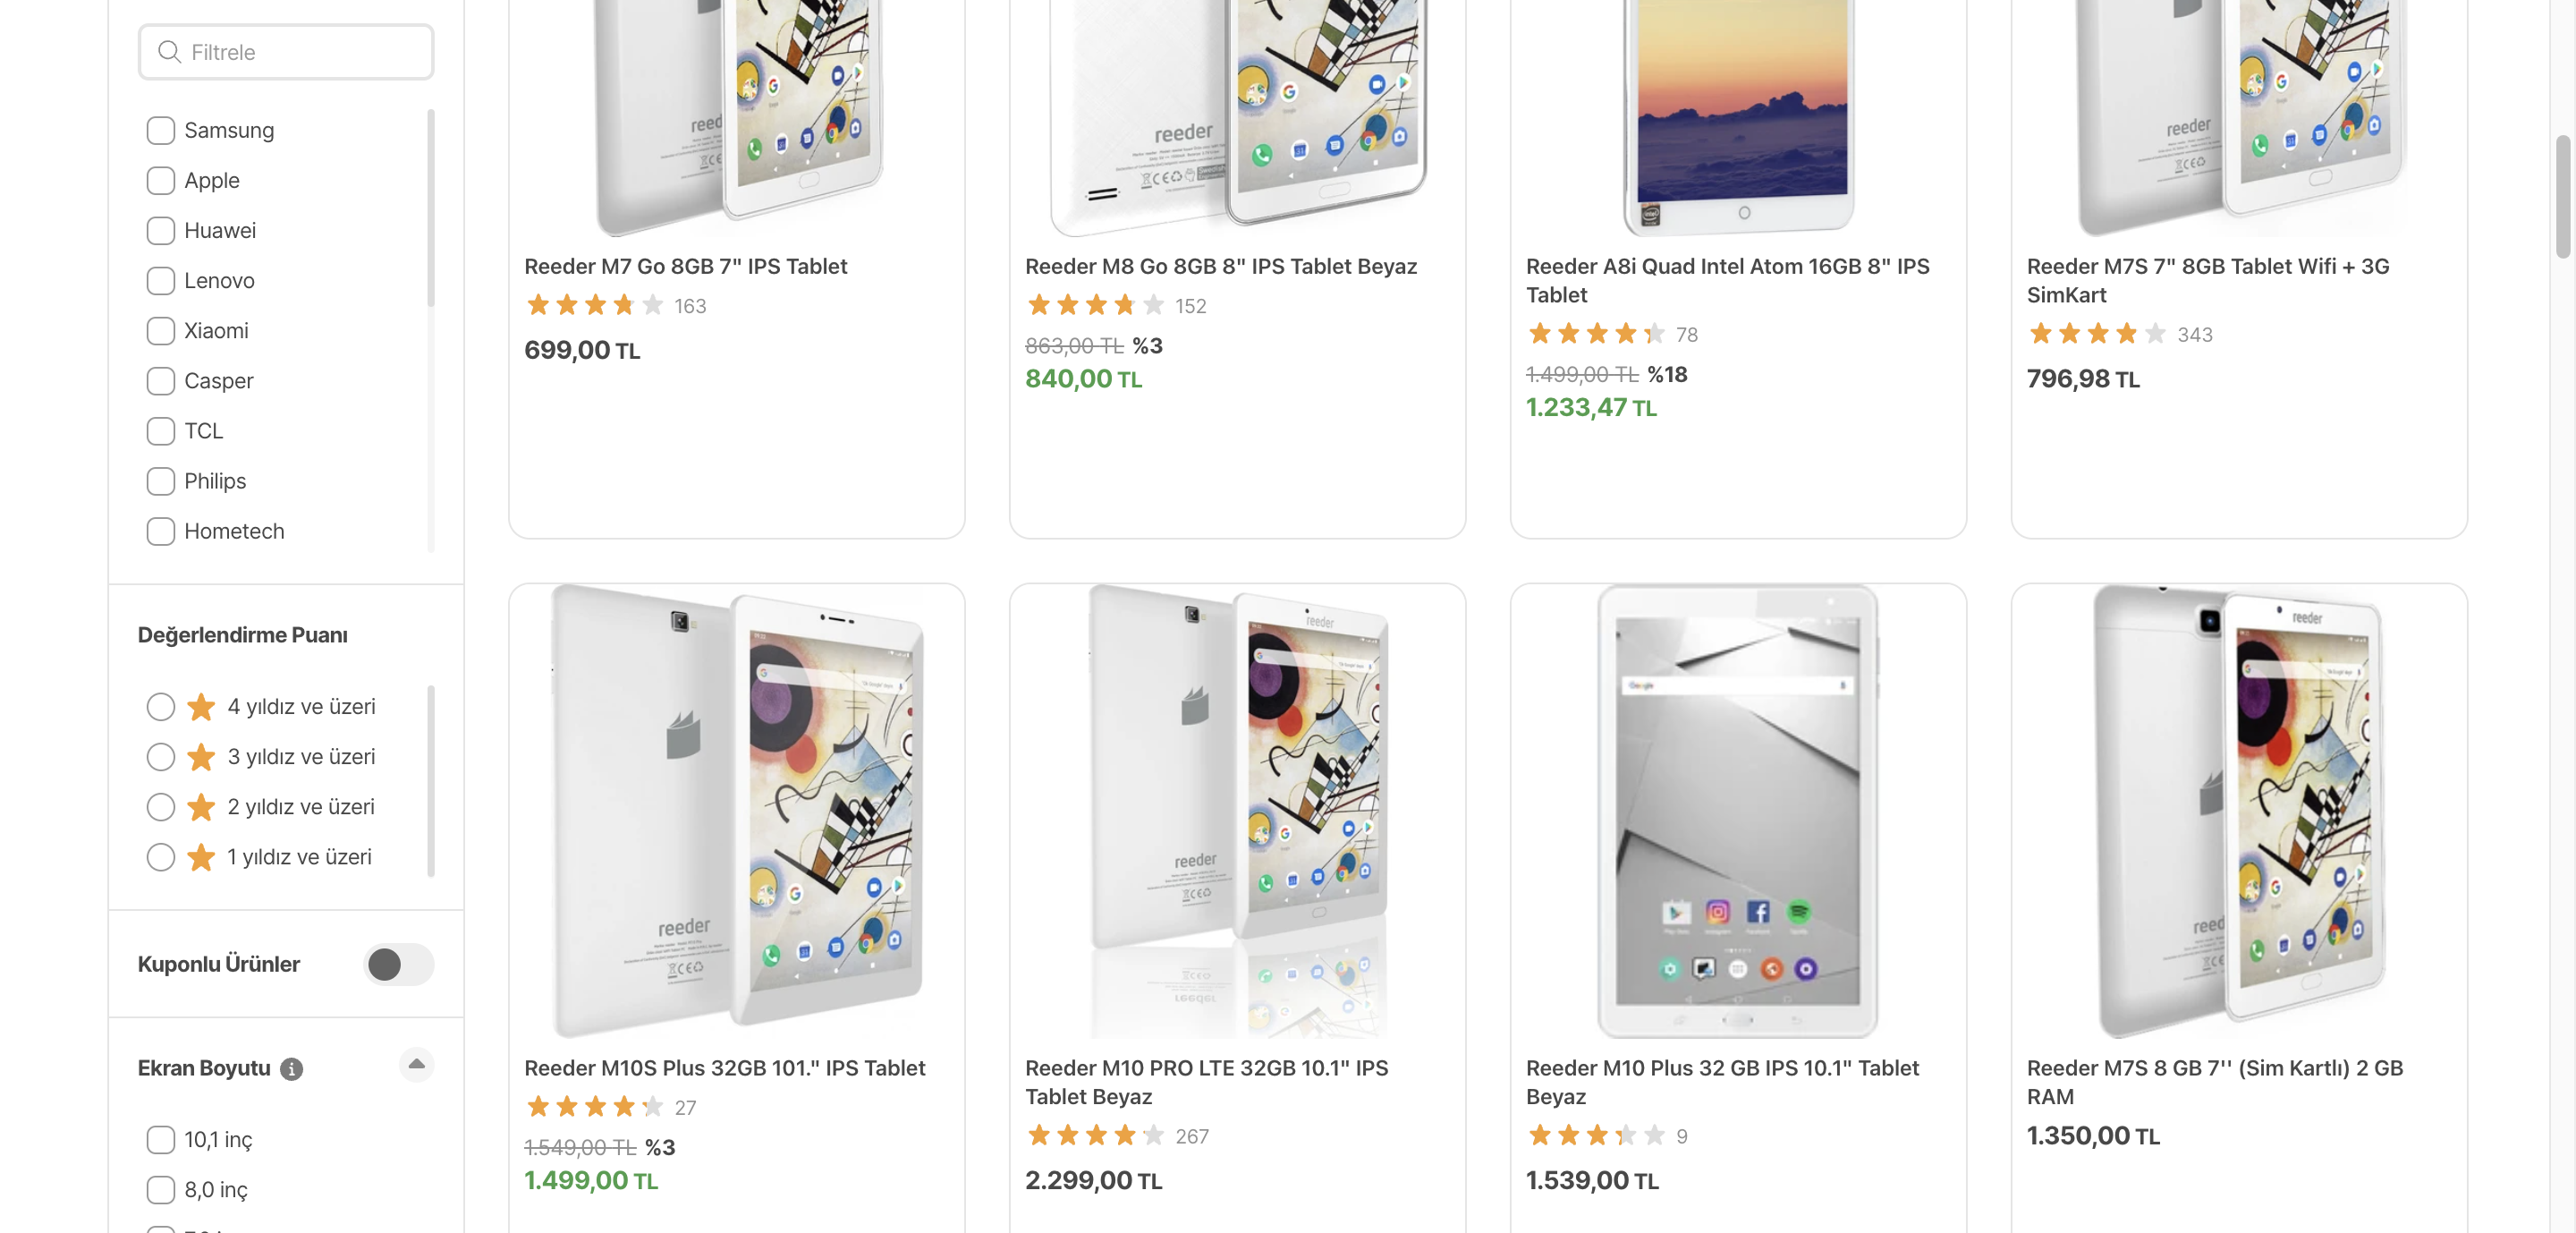 Filtrele
Samsung
Apple
Huawei
Lenovo
Xiaomi
Casper
TCL
Philips
Hometech
Değerlendirme Puanı
4 yıldız ve üzeri
3 yıldız ve üzeri
2 yıldız ve üzeri
1 yıldız ve üzeri
Kuponlu Ürünler
Ekran Boyutu
10,1 inç
8,0 inç
reeder
Reeder M7 Go 8GB 7" IPS Tablet
163
699,00 TL
reeder
Reeder M8 Go 8GB 8" IPS Tablet Beyaz
152
863,00 TL %3
840,00 TL
Reeder A8i Quad Intel Atom 16GB 8" IPS
Tablet
78
1.499,00 TL %18
1.233,47 TL
reeder
Reeder M7S 7" 8GB Tablet Wifi + 3G
SimKart
343
796,98 TL
reeder
Reeder M10S Plus 32GB 101." IPS Tablet
27
1.549,00 TL %3
1.499,00 TL
reeder
reeder
Reeder M10 PRO LTE 32GB 10.1" IPS
Tablet Beyaz
267
2.299,00 TL
Google
Reeder M10 Plus 32 GB IPS 10.1" Tablet
Beyaz
9
1.539,00 TL
reeder
Reeder M7S 8 GB 7'' (Sim Kartlı) 2 GB
RAM
1.350,00 TL